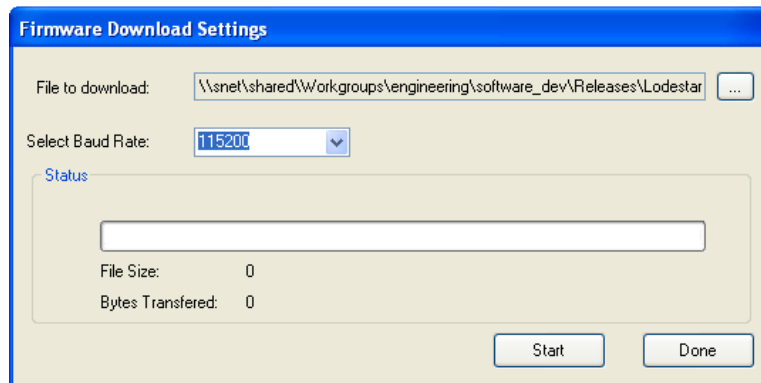 Firmware Download Settings
File to download: \\snet\shared\Workgroups\engineering\software_dev\Releases\Lodestar ...
Select Baud Rate: 115200
Status
File Size: 0
Bytes Transfered: 0
Start Done